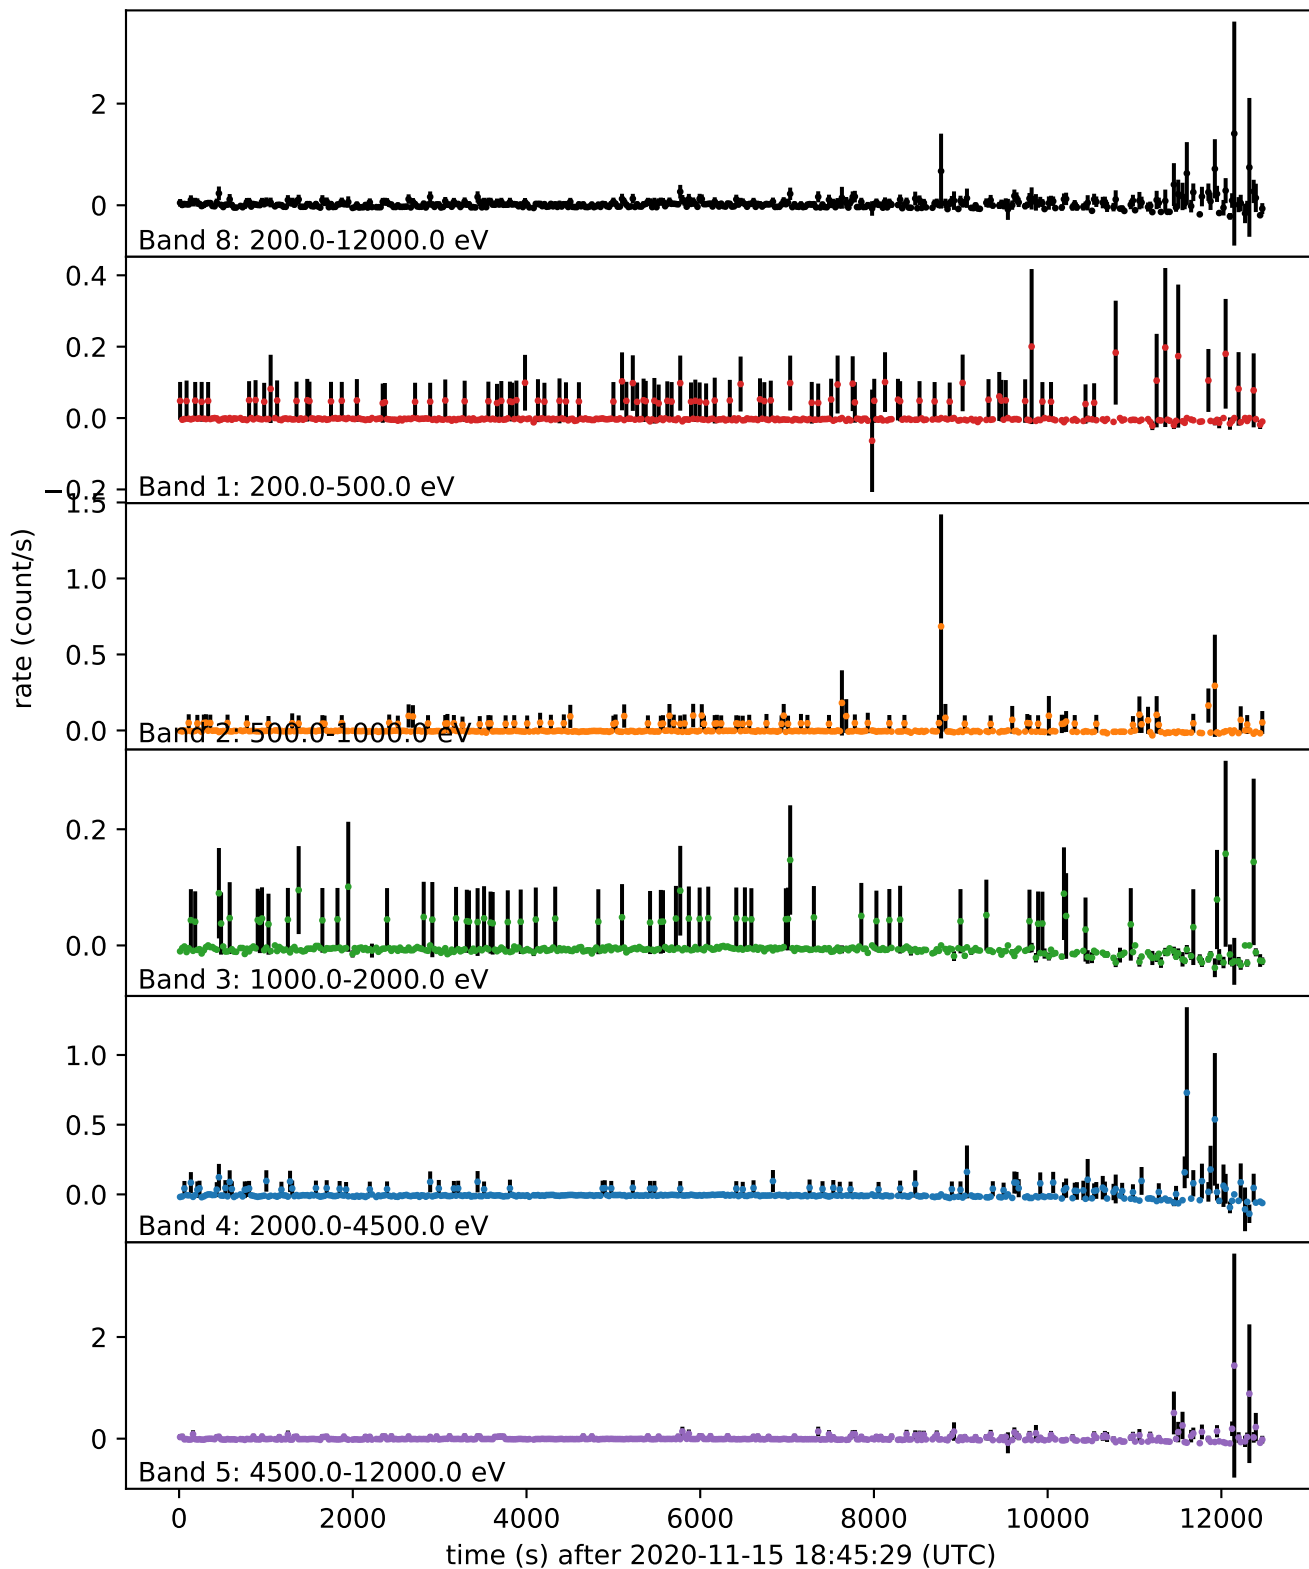 2
0
Band 8: 200.0-12000.0 eV
0.4
0.2
0.0
−0.2
Band 1: 200.0-500.0 eV
1.5
1.0
0.5
0.0
Band 2: 500.0-1000.0 eV
rate (count/s)
0.2
0.0
Band 3: 1000.0-2000.0 eV
1.0
0.5
0.0
Band 4: 2000.0-4500.0 eV
2
0
Band 5: 4500.0-12000.0 eV
0 2000 4000 6000 8000 10000 12000
time (s) after 2020-11-15 18:45:29 (UTC)